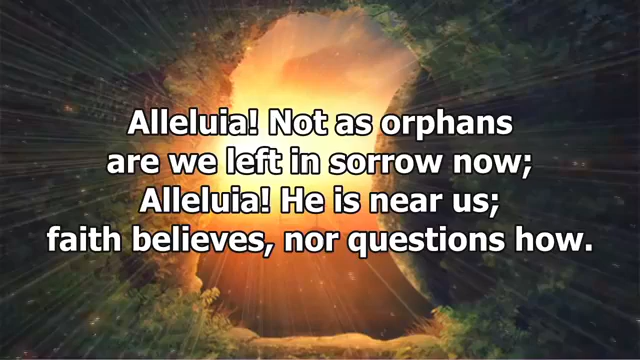 Alleluia! Not as orphans
are we left in sorrow now;
Alleluia! He is near us;
faith believes, nor questions how.